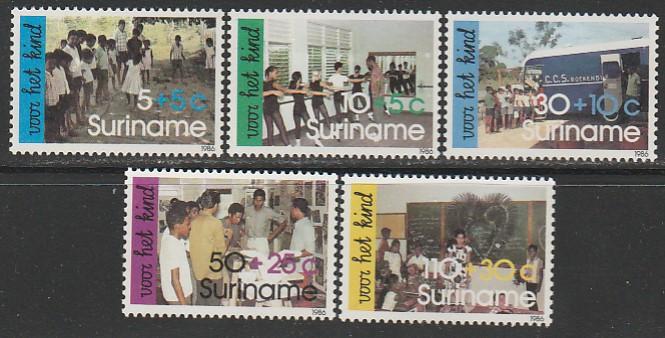 voor het kind
5+5c
Suriname
1986
voor het kind
10+5c
Suriname
1986
voor het kind
C.C.S. BOEKENDI
30+10c
Suriname
1986
voor het kind
50+25c
Suriname
1986
voor het kind
110+30c
Suriname
1986